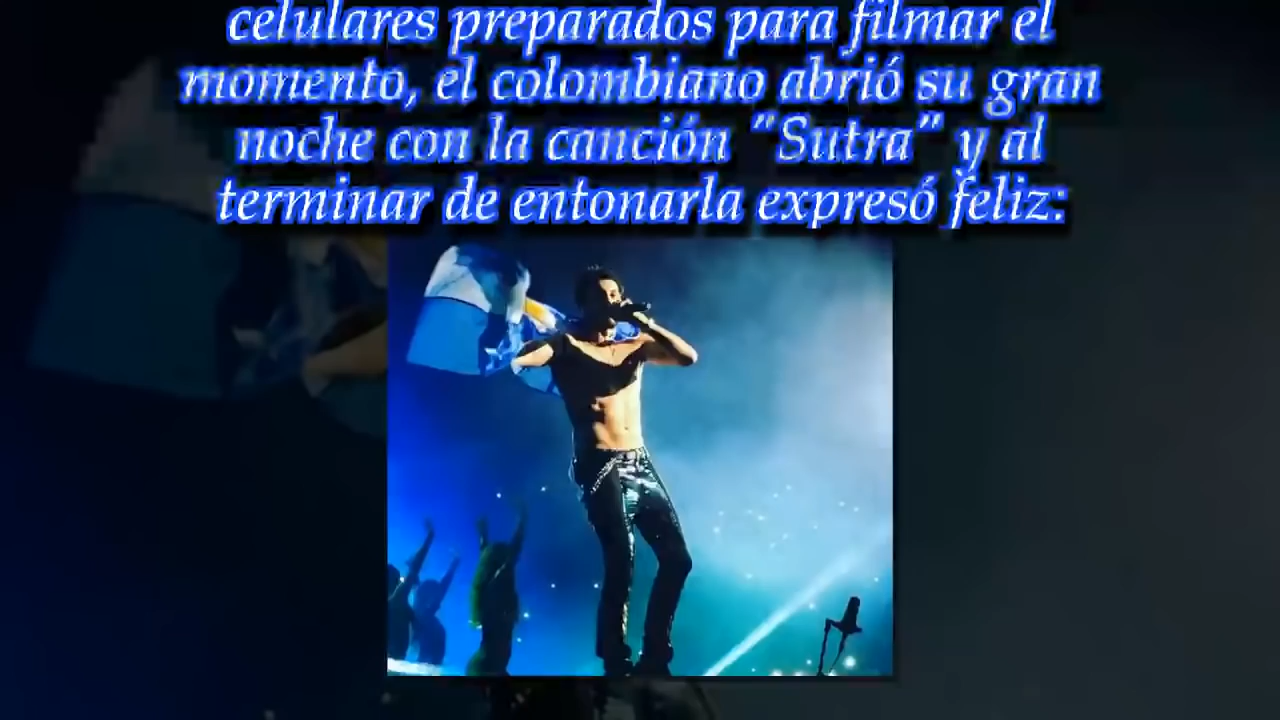 celulares preparados para filmar el
momento, el colombiano abrió su gran
noche con la canción "Sutra" y al
terminar de entonarla expresó feliz: